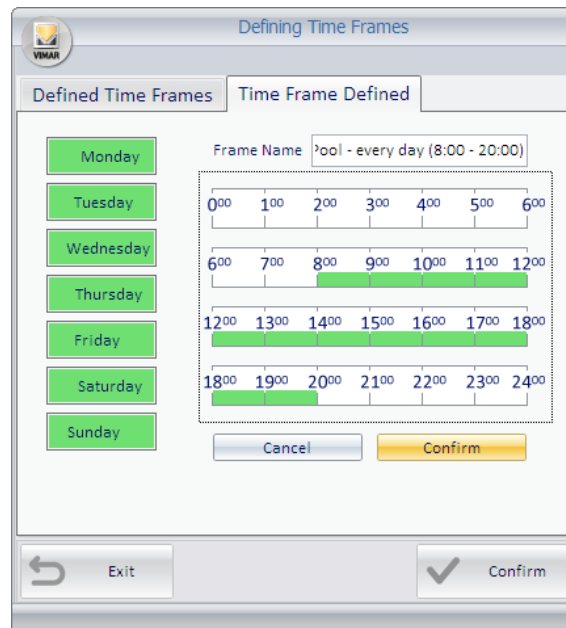 Defining Time Frames
VIMAR
Defined Time Frames Time Frame Defined
Monday
Tuesday
Wednesday
Thursday
Friday
Saturday
Sunday
Frame Name Pool - every day (8:00 - 20:00)
0⁰⁰ 1⁰⁰ 2⁰⁰ 3⁰⁰ 4⁰⁰ 5⁰⁰ 6⁰⁰
6⁰⁰ 7⁰⁰ 8⁰⁰ 9⁰⁰ 10⁰⁰ 11⁰⁰ 12⁰⁰
12⁰⁰ 13⁰⁰ 14⁰⁰ 15⁰⁰ 16⁰⁰ 17⁰⁰ 18⁰⁰
18⁰⁰ 19⁰⁰ 20⁰⁰ 21⁰⁰ 22⁰⁰ 23⁰⁰ 24⁰⁰
Cancel Confirm
Exit Confirm